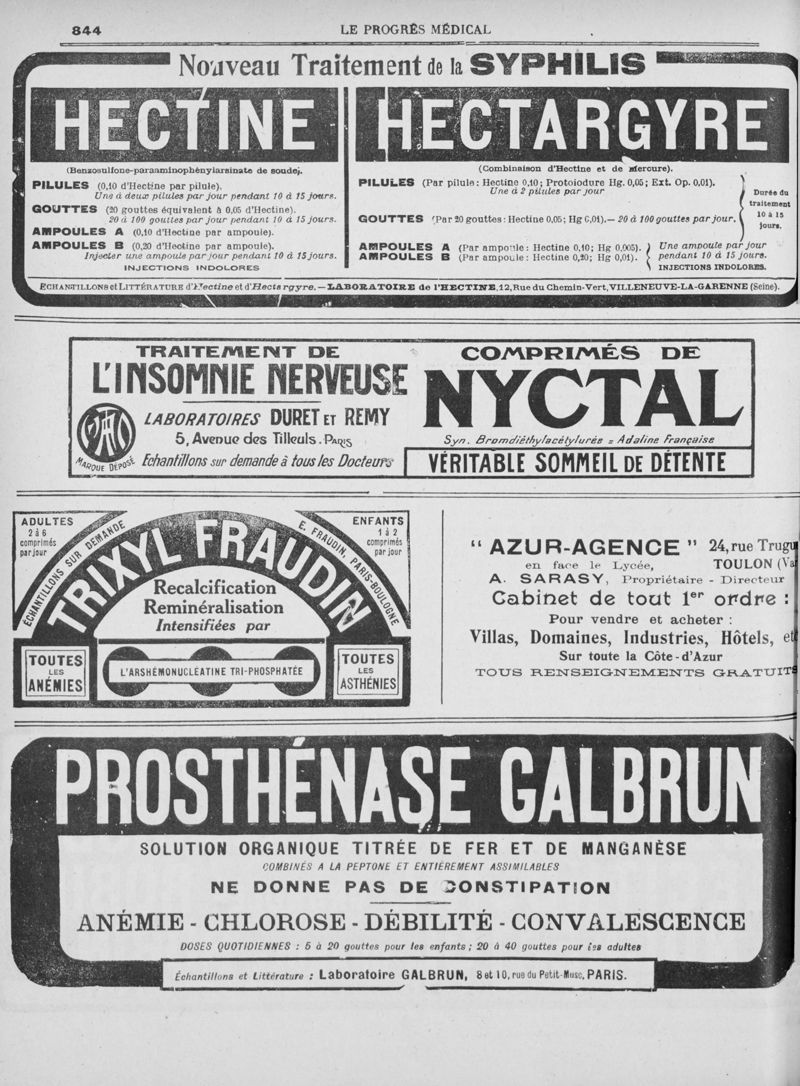 844
LE PROGRÈS MÉDICAL
Nouveau Traitement de la SYPHILIS
HECTINE
(Benzosulfone-paraaminophénylarsinate de soude).
PILULES (0,10 d'Hectine par pilule).
Une à deux pilules par jour pendant 10 à 15 jours.
GOUTTES (20 gouttes équivalent à 0,05 d'Hectine).
20 à 100 gouttes par jour pendant 10 à 15 jours.
AMPOULES A (0,10 d'Hectine par ampoule).
AMPOULES B (0,20 d'Hectine par ampoule).
Injecter une ampoule par jour pendant 10 à 15 jours.
INJECTIONS INDOLORES
HECTARGYRE
(Combinaison d'Hectine et de Mercure).
PILULES (Par pilule: Hectine 0,10; Protoiodure Hg. 0,05; Ext. Op. 0,01).
Une à 2 pilules par jour
GOUTTES (Par 20 gouttes: Hectine 0,05; Hg 0,01).— 20 à 100 gouttes par jour.
Durée du
traitement
10 à 15
jours.
AMPOULES A (Par ampoule: Hectine 0,10; Hg 0,005).
AMPOULES B (Par ampoule: Hectine 0,20; Hg 0,01).
Une ampoule par jour
pendant 10 à 15 jours.
INJECTIONS INDOLORES.
ECHANTILLONS et LITTÉRATURE d'Hectine et d'Hectargyre.—LABORATOIRE de l'HECTINE, 12, Rue du Chemin-Vert, VILLENEUVE-LA-GARENNE (Seine).
TRAITEMENT DE
L'INSOMNIE NERVEUSE
LABORATOIRES DURET ET REMY
5, Avenue des Tilleuls. PARIS
MARQUE DÉPOSÉ
Echantillons sur demande à tous les Docteurs
COMPRIMÉS DE
NYCTAL
Syn. Bromdiéthylacétylurée = Adaline Française
VÉRITABLE SOMMEIL DE DÉTENTE
ADULTES
2 à 6
comprimés
par jour
ÉCHANTILLONS SUR DEMANDE
TRIXYL FRAUDIN
E. FRAUDIN, PARIS-BOULOGNE
ENFANTS
1 à 2
comprimés
par jour
Recalcification
Reminéralisation
Intensifiées par
TOUTES
LES
ANÉMIES
L'ARSHÉMONUCLÉATINE TRI-PHOSPHATÉE
TOUTES
LES
ASTHÉNIES
" AZUR-AGENCE " 24, rue Trugu
en face le Lycée, TOULON (Va
A. SARASY, Propriétaire - Directeur
Cabinet de tout 1er ordre :
Pour vendre et acheter :
Villas, Domaines, Industries, Hôtels, et
Sur toute la Côte-d'Azur
TOUS RENSEIGNEMENTS GRATUITS
PROSTHÉNASE GALBRUN
SOLUTION ORGANIQUE TITRÉE DE FER ET DE MANGANÈSE
COMBINÉS A LA PEPTONE ET ENTIÈREMENT ASSIMILABLES
NE DONNE PAS DE CONSTIPATION
ANÉMIE - CHLOROSE - DÉBILITÉ - CONVALESCENCE
DOSES QUOTIDIENNES : 5 à 20 gouttes pour les enfants; 20 à 40 gouttes pour les adultes
Échantillons et Littérature : Laboratoire GALBRUN, 8 et 10, rue du Petit-Musc, PARIS.